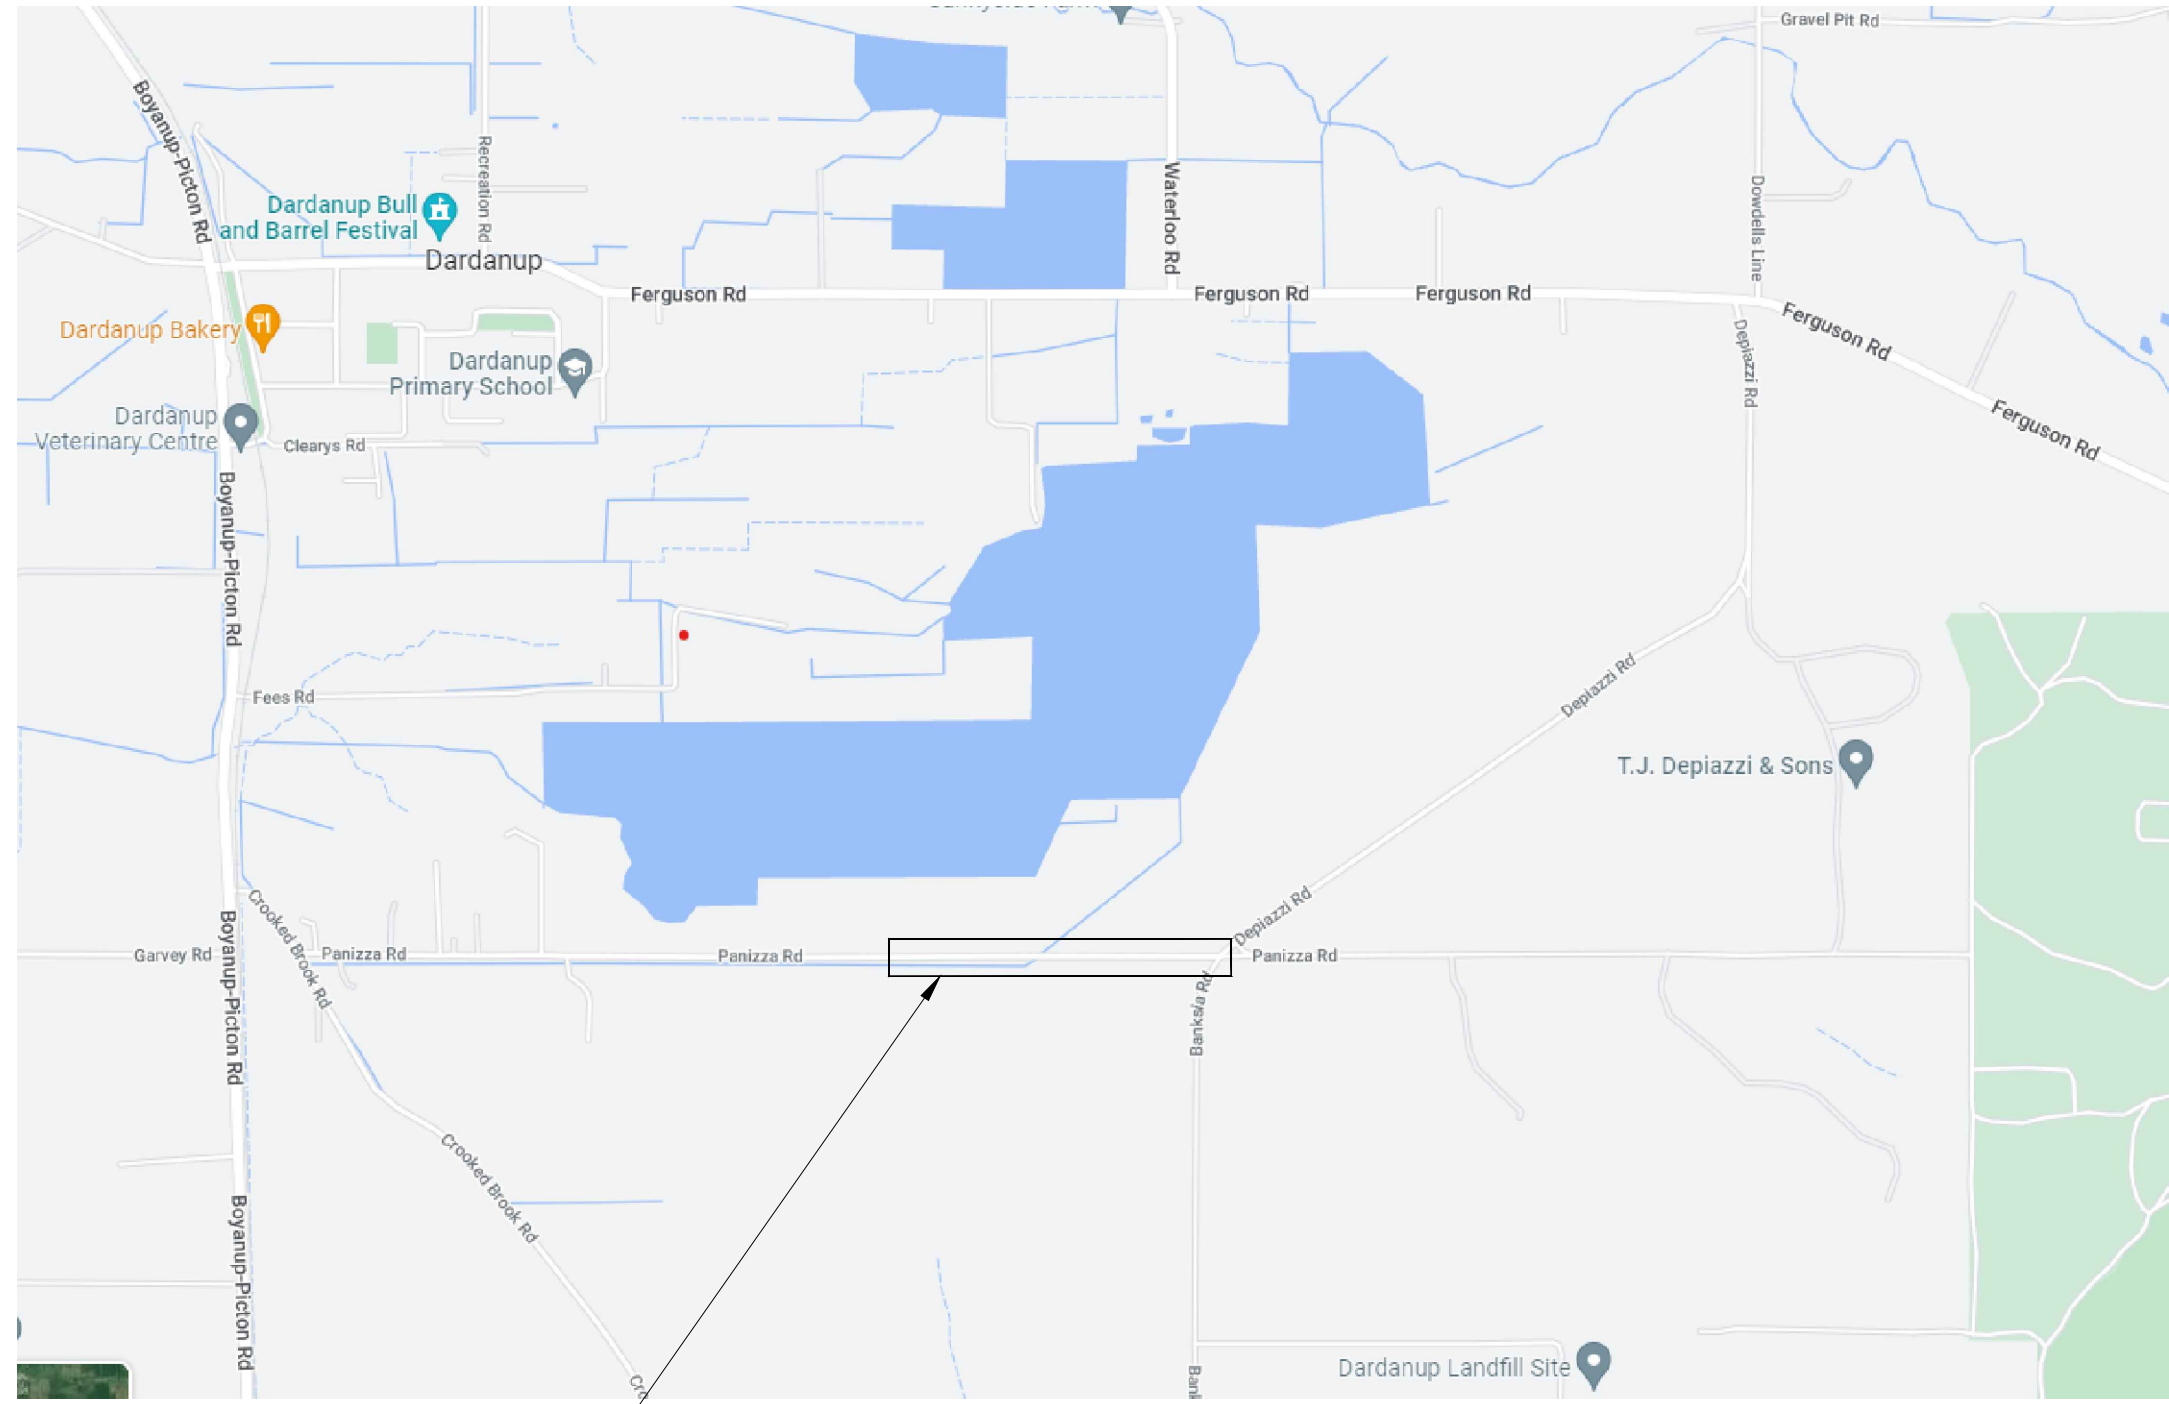 Gravel Pit Rd
Boyanup-Picton Rd
Recreation Rd
Waterloo Rd
Dowdells Line
Dardanup Bull
and Barrel Festival
Dardanup
Ferguson Rd
Ferguson Rd
Ferguson Rd
Ferguson Rd
Dardanup Bakery
Depiazzi Rd
Dardanup
Primary School
Dardanup
Veterinary Centre
Clearys Rd
Ferguson Rd
Boyanup-Picton Rd
Fees Rd
Depiazzi Rd
T.J. Depiazzi & Sons
Crooked Brook Rd
Depiazzi Rd
Garvey Rd
Panizza Rd
Panizza Rd
Panizza Rd
Boyanup-Picton Rd
Banksia Rd
Crooked Brook Rd
Boyanup-Picton Rd
Dardanup Landfill Site